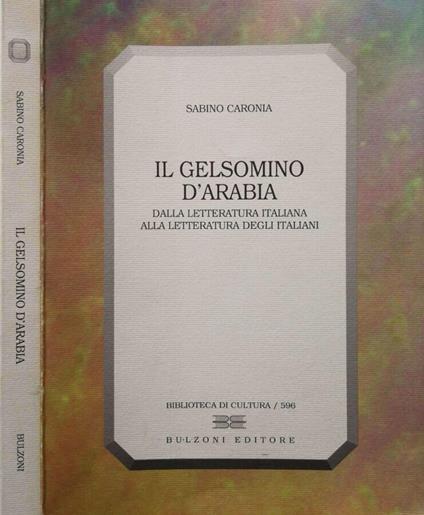 SABINO CARONIA
IL GELSOMINO D'ARABIA
BULZONI
SABINO CARONIA
IL GELSOMINO
D'ARABIA
DALLA LETTERATURA ITALIANA
ALLA LETTERATURA DEGLI ITALIANI
BIBLIOTECA DI CULTURA / 596
BE
BULZONI EDITORE